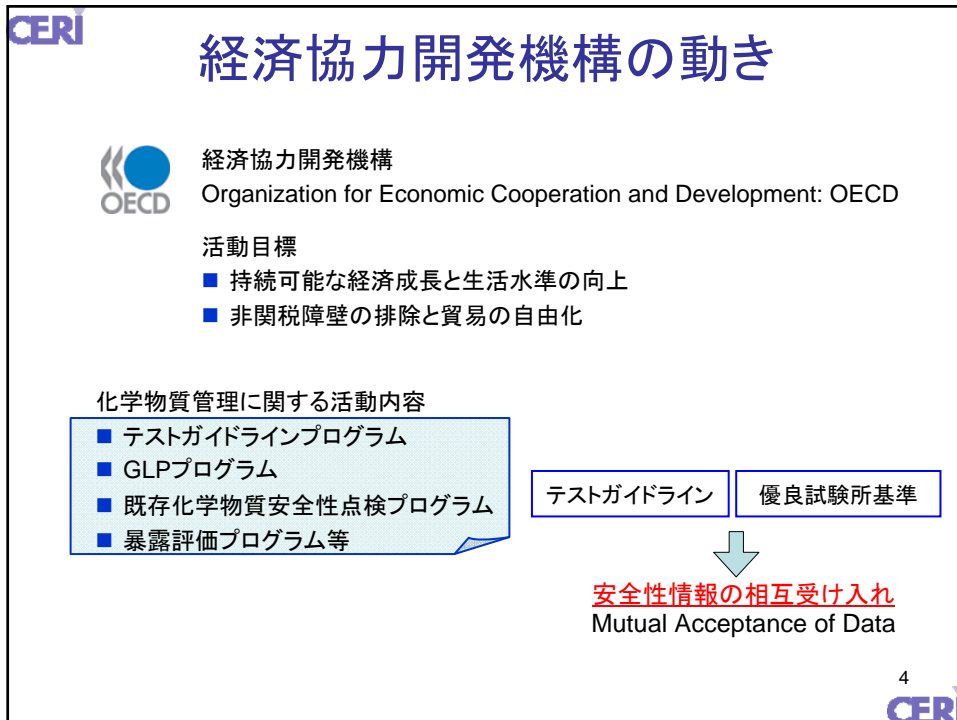 CERI
経済協力開発機構の動き
OECD
経済協力開発機構
Organization for Economic Cooperation and Development: OECD
活動目標
■ 持続可能な経済成長と生活水準の向上
■ 非関税障壁の排除と貿易の自由化
化学物質管理に関する活動内容
■ テストガイドラインプログラム
■ GLPプログラム
■ 既存化学物質安全性点検プログラム
■ 暴露評価プログラム等
テストガイドライン
優良試験所基準
安全性情報の相互受け入れ
Mutual Acceptance of Data
4
CERI